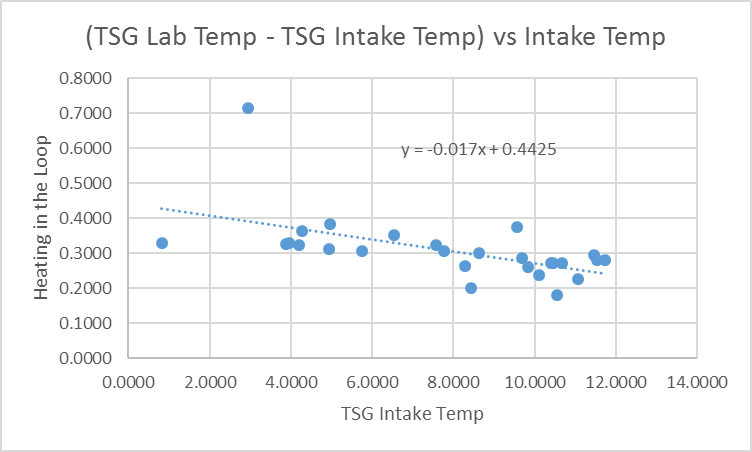 (TSG Lab Temp - TSG Intake Temp) vs Intake Temp
0.8000
0.7000
0.6000
0.5000
0.4000
0.3000
0.2000
0.1000
0.0000
Heating in the Loop
y = -0.017x + 0.4425
0.0000 2.0000 4.0000 6.0000 8.0000 10.0000 12.0000 14.0000
TSG Intake Temp